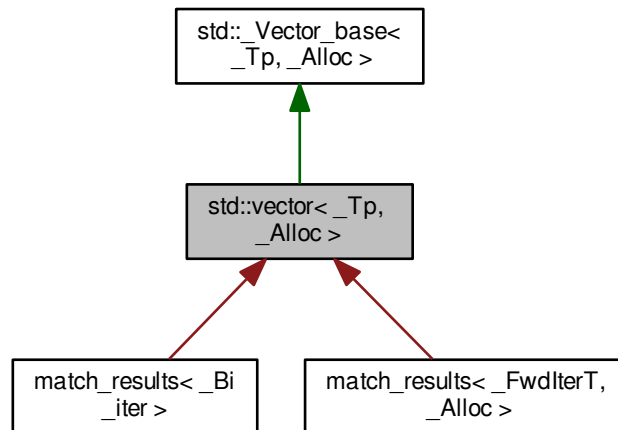 std::_Vector_base<
_Tp, _Alloc >
std::vector< _Tp,
_Alloc >
match_results< _Bi
_iter >
match_results< _FwdIterT,
_Alloc >